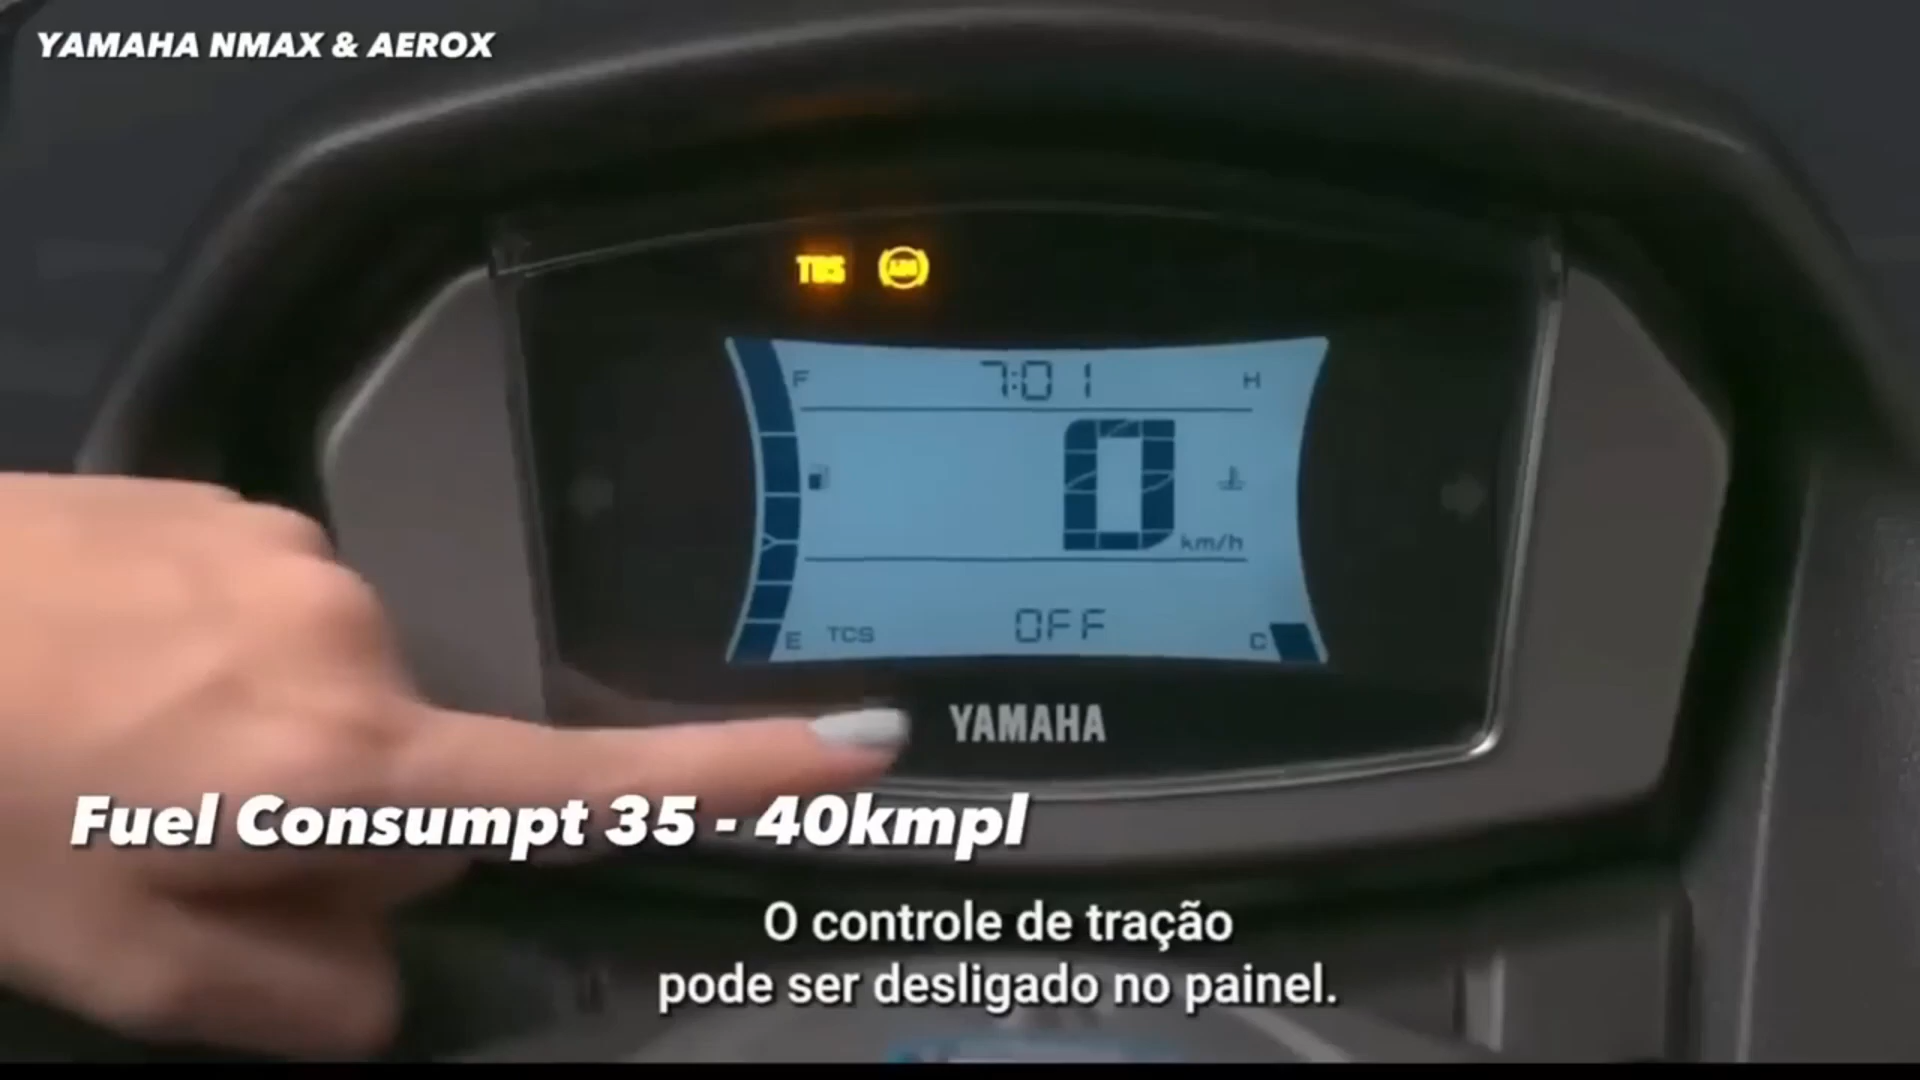 YAMAHA NMAX & AEROX
ABS
F 7:01 H
0
km/h
E TCS OFF C
YAMAHA
Fuel Consumpt 35 - 40kmpl
O controle de tração
pode ser desligado no painel.